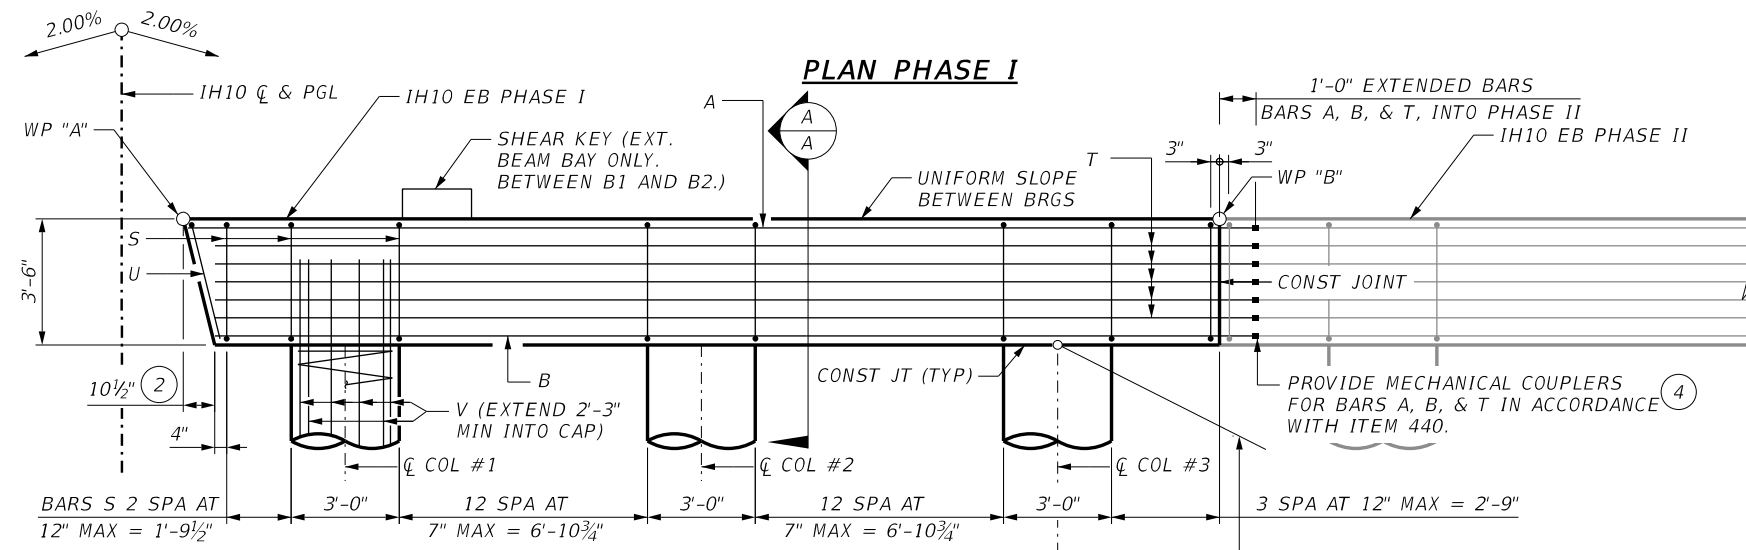 2.00%
2.00%
PLAN PHASE I
IH10 ℄ & PGL
IH10 EB PHASE I
A
A
A
1'-0" EXTENDED BARS
BARS A, B, & T, INTO PHASE II
WP "A"
SHEAR KEY (EXT.
BEAM BAY ONLY.
BETWEEN B1 AND B2.)
T
3"
3"
IH10 EB PHASE II
UNIFORM SLOPE
BETWEEN BRGS
WP "B"
S
U
3'-6"
CONST JOINT
10½"
2
B
CONST JT (TYP)
PROVIDE MECHANICAL COUPLERS
FOR BARS A, B, & T IN ACCORDANCE
WITH ITEM 440.
4
V (EXTEND 2'-3"
MIN INTO CAP)
4"
℄ COL #1
℄ COL #2
℄ COL #3
BARS S 2 SPA AT
12" MAX = 1'-9½"
3'-0"
12 SPA AT
7" MAX = 6'-10¾"
3'-0"
12 SPA AT
7" MAX = 6'-10¾"
3'-0"
3 SPA AT 12" MAX = 2'-9"